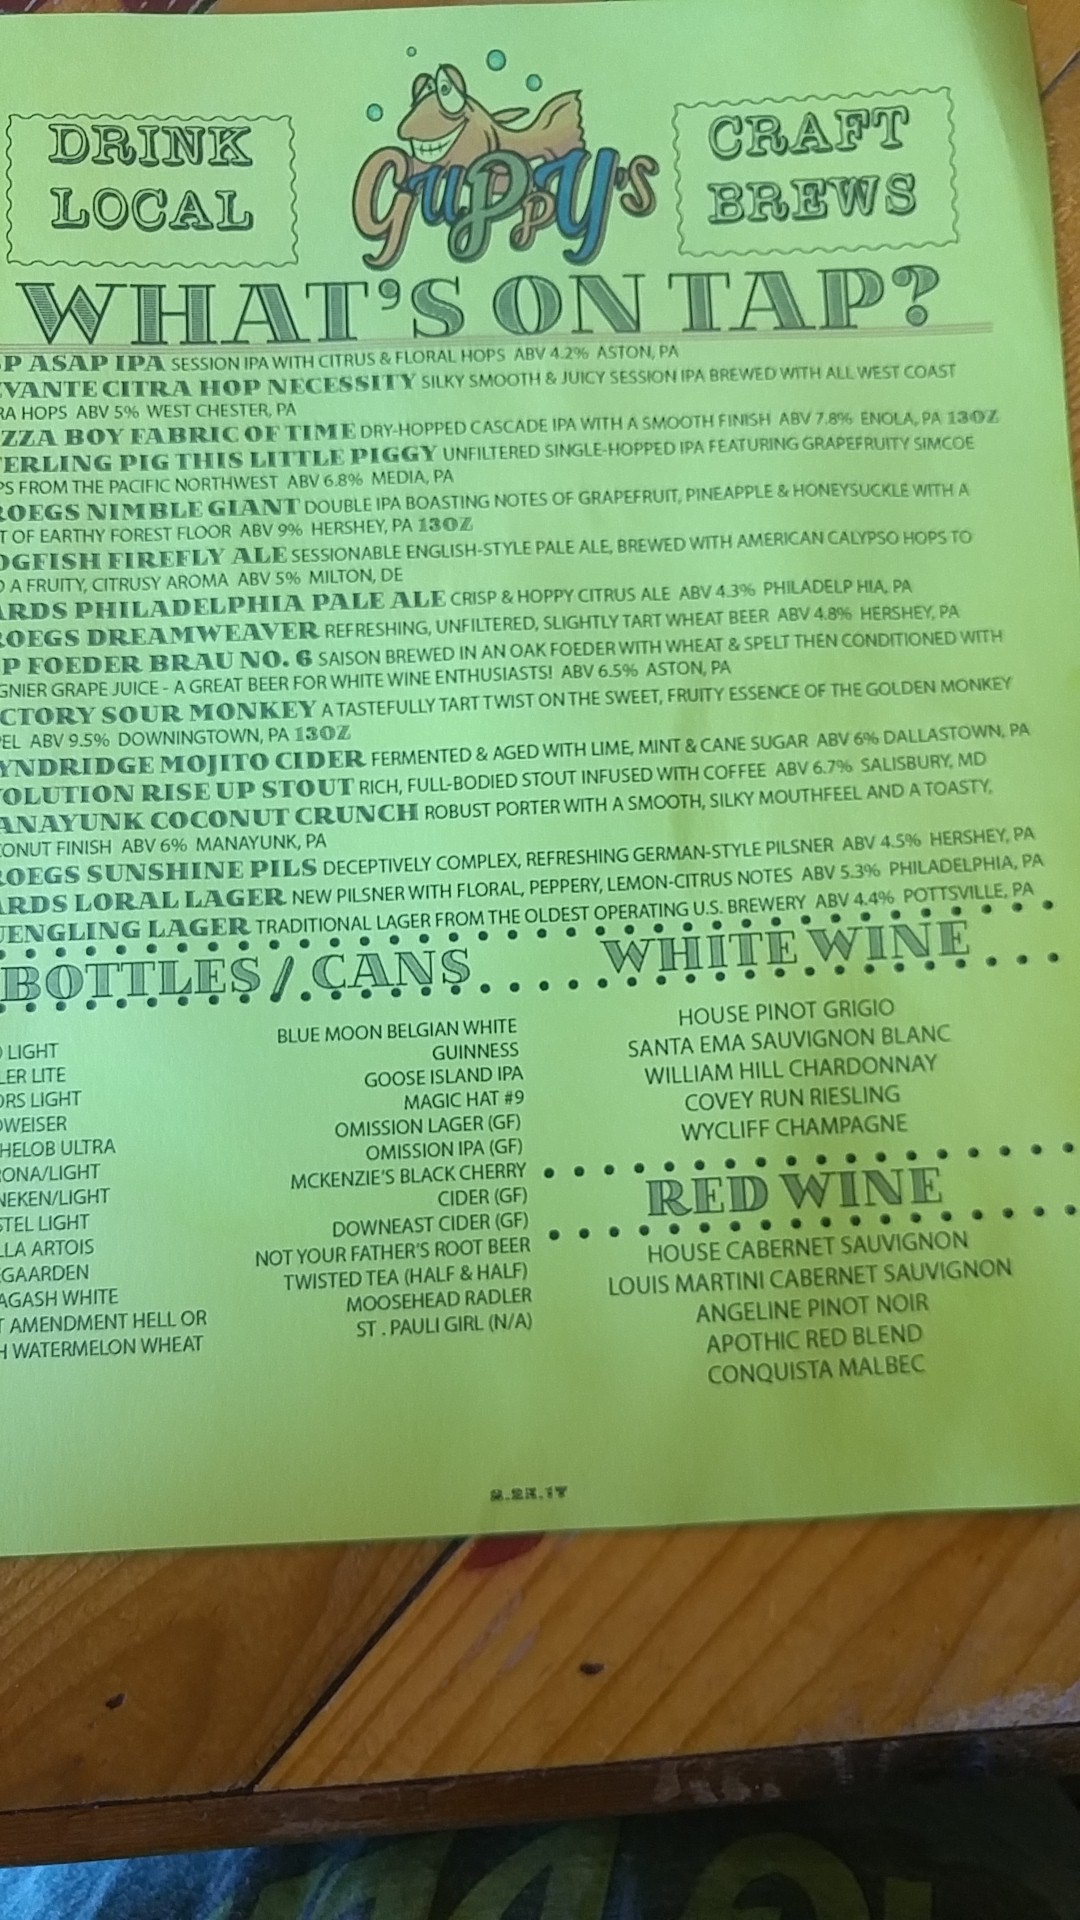 DRINK LOCAL
GUPPY'S
CRAFT BREWS
WHAT'S ON TAP?
P ASAP IPA SESSION IPA WITH CITRUS & FLORAL HOPS ABV 4.2% ASTON, PA
VANTE CITRA HOP NECESSITY SILKY SMOOTH & JUICY SESSION IPA BREWED WITH ALL WEST COAST
RA HOPS ABV 5% WEST CHESTER, PA
ZZA BOY FABRIC OF TIME DRY-HOPPED CASCADE IPA WITH A SMOOTH FINISH ABV 7.8% ENOLA, PA 13OZ
ERLING PIG THIS LITTLE PIGGY UNFILTERED SINGLE-HOPPED IPA FEATURING GRAPEFRUITY SIMCOE
PS FROM THE PACIFIC NORTHWEST ABV 6.8% MEDIA, PA
ROEGS NIMBLE GIANT DOUBLE IPA BOASTING NOTES OF GRAPEFRUIT, PINEAPPLE & HONEYSUCKLE WITH A
T OF EARTHY FOREST FLOOR ABV 9% HERSHEY, PA 13OZ
OGFISH FIREFLY ALE SESSIONABLE ENGLISH-STYLE PALE ALE, BREWED WITH AMERICAN CALYPSO HOPS TO
D A FRUITY, CITRUSY AROMA ABV 5% MILTON, DE
ARDS PHILADELPHIA PALE ALE CRISP & HOPPY CITRUS ALE ABV 4.3% PHILADELP HIA, PA
ROEGS DREAMWEAVER REFRESHING, UNFILTERED, SLIGHTLY TART WHEAT BEER ABV 4.8% HERSHEY, PA
P FOEDER BRAU NO. 6 SAISON BREWED IN AN OAK FOEDER WITH WHEAT & SPELT THEN CONDITIONED WITH
GNIER GRAPE JUICE - A GREAT BEER FOR WHITE WINE ENTHUSIASTS! ABV 6.5% ASTON, PA
CTORY SOUR MONKEY A TASTEFULLY TART TWIST ON THE SWEET, FRUITY ESSENCE OF THE GOLDEN MONKEY
EL ABV 9.5% DOWNINGTOWN, PA 13OZ
YNDRIDGE MOJITO CIDER FERMENTED & AGED WITH LIME, MINT & CANE SUGAR ABV 6% DALLASTOWN, PA
VOLUTION RISE UP STOUT RICH, FULL-BODIED STOUT INFUSED WITH COFFEE ABV 6.7% SALISBURY, MD
ANAYUNK COCONUT CRUNCH ROBUST PORTER WITH A SMOOTH, SILKY MOUTHFEEL AND A TOASTY,
CONUT FINISH ABV 6% MANAYUNK, PA
ROEGS SUNSHINE PILS DECEPTIVELY COMPLEX, REFRESHING GERMAN-STYLE PILSNER ABV 4.5% HERSHEY, PA
ARDS LORAL LAGER NEW PILSNER WITH FLORAL, PEPPERY, LEMON-CITRUS NOTES ABV 5.3% PHILADELPHIA, PA
UENGLING LAGER TRADITIONAL LAGER FROM THE OLDEST OPERATING U.S. BREWERY ABV 4.4% POTTSVILLE, PA
BOTTLES/CANS
LIGHT
LER LITE
ORS LIGHT
DWEISER
HELOB ULTRA
RONA/LIGHT
NEKEN/LIGHT
STEL LIGHT
LLA ARTOIS
GAARDEN
AGASH WHITE
T AMENDMENT HELL OR
H WATERMELON WHEAT
BLUE MOON BELGIAN WHITE
GUINNESS
GOOSE ISLAND IPA
MAGIC HAT #9
OMISSION LAGER (GF)
OMISSION IPA (GF)
MCKENZIE'S BLACK CHERRY
CIDER (GF)
DOWNEAST CIDER (GF)
NOT YOUR FATHER'S ROOT BEER
TWISTED TEA (HALF & HALF)
MOOSEHEAD RADLER
ST . PAULI GIRL (N/A)
WHITE WINE
HOUSE PINOT GRIGIO
SANTA EMA SAUVIGNON BLANC
WILLIAM HILL CHARDONNAY
COVEY RUN RIESLING
WYCLIFF CHAMPAGNE
RED WINE
HOUSE CABERNET SAUVIGNON
LOUIS MARTINI CABERNET SAUVIGNON
ANGELINE PINOT NOIR
APOTHIC RED BLEND
CONQUISTA MALBEC